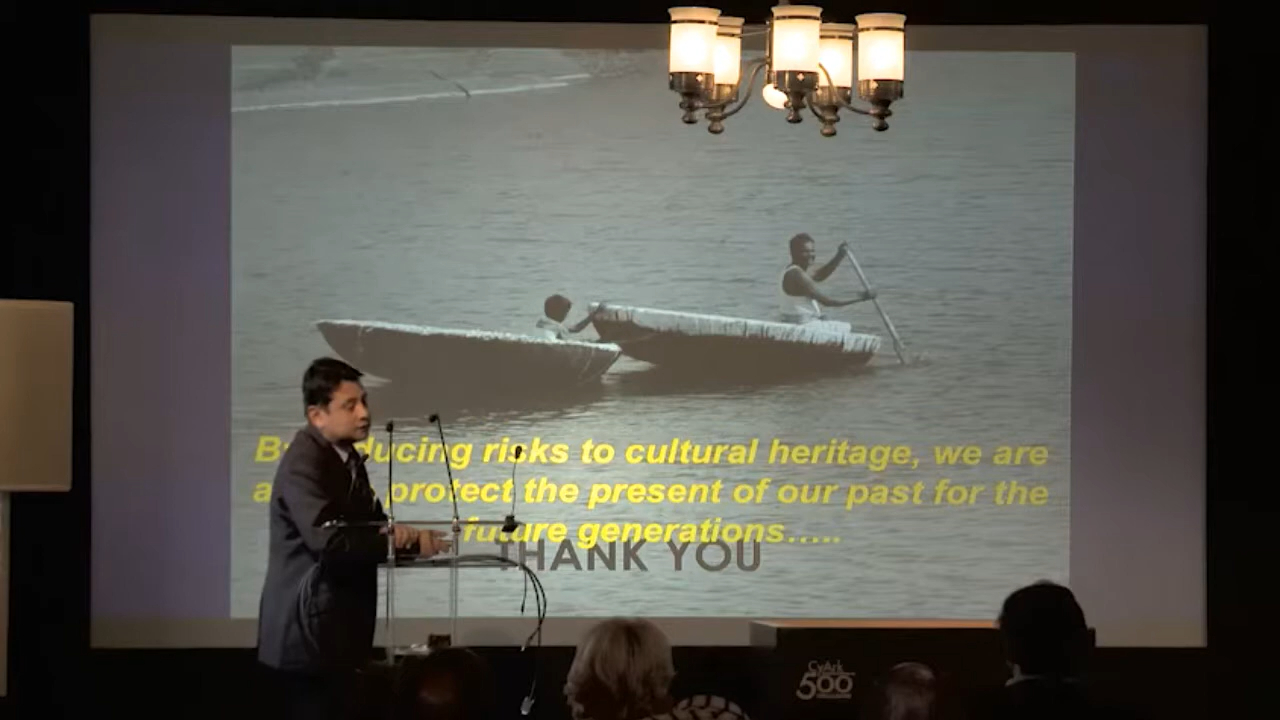 risks to cultural heritage, we are
protect the present of our past for the
future generations…..
THANK YOU
CyArk
500